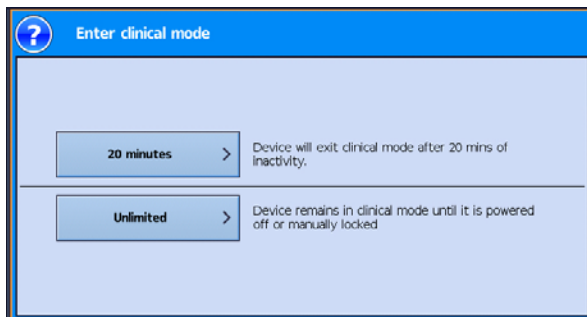 ?
Enter clinical mode
20 minutes >
Device will exit clinical mode after 20 mins of
inactivity.
Unlimited >
Device remains in clinical mode until it is powered
off or manually locked